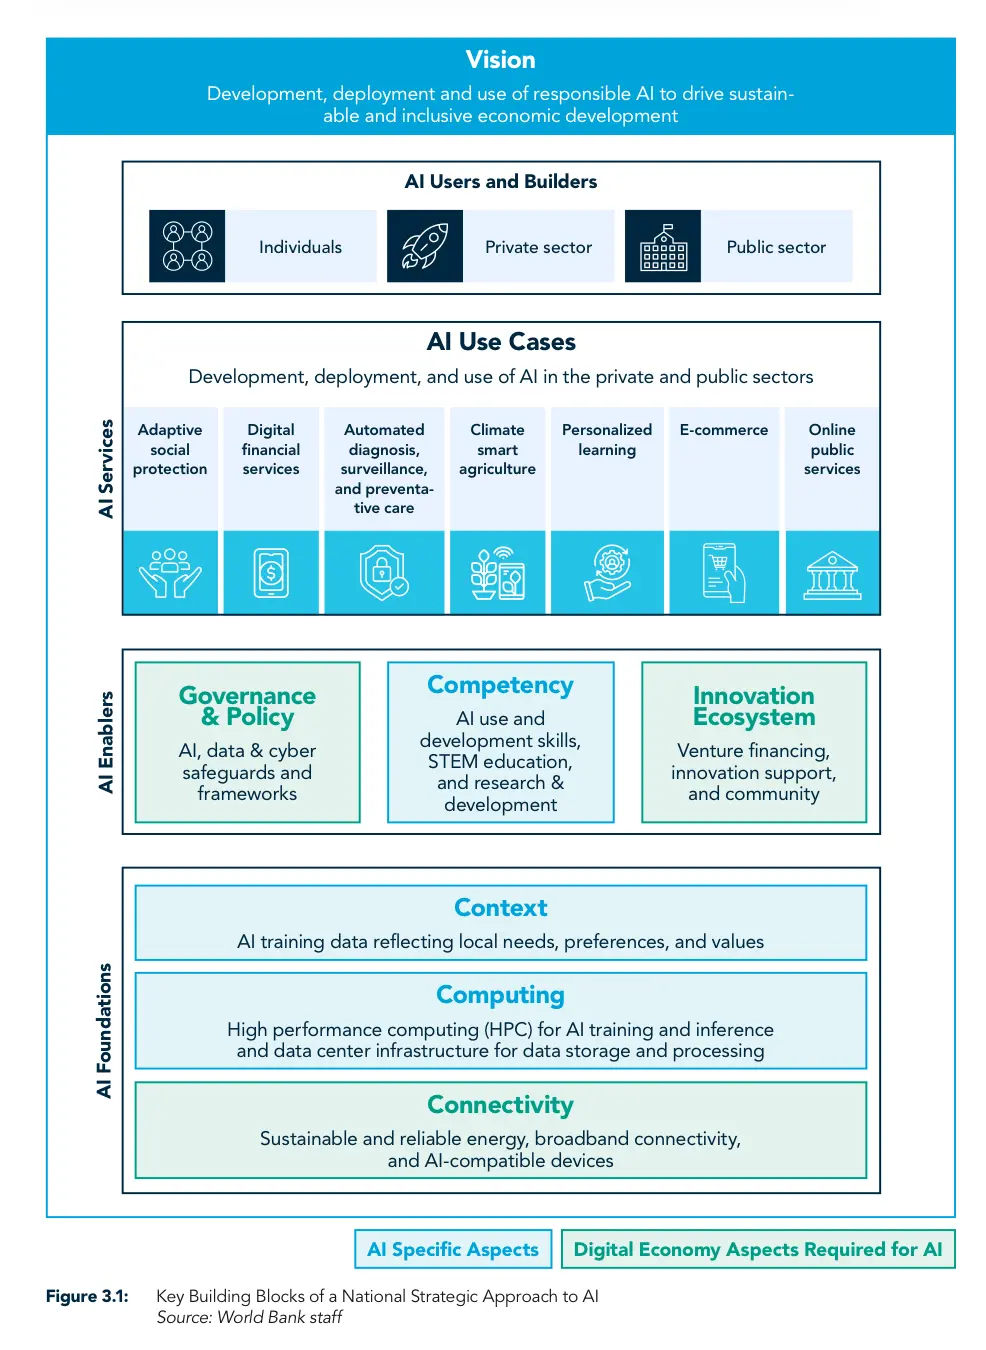 Vision
Development, deployment and use of responsible AI to drive sustain-
able and inclusive economic development
AI Users and Builders
Individuals
Private sector
Public sector
AI Services
AI Use Cases
Development, deployment, and use of AI in the private and public sectors
Adaptive
social
protection
Digital
financial
services
Automated
diagnosis,
surveillance,
and preventa-
tive care
Climate
smart
agriculture
Personalized
learning
E-commerce
Online
public
services
AI Enablers
Governance
& Policy
AI, data & cyber
safeguards and
frameworks
Competency
AI use and
development skills,
STEM education,
and research &
development
Innovation
Ecosystem
Venture financing,
innovation support,
and community
AI Foundations
Context
AI training data reflecting local needs, preferences, and values
Computing
High performance computing (HPC) for AI training and inference
and data center infrastructure for data storage and processing
Connectivity
Sustainable and reliable energy, broadband connectivity,
and AI-compatible devices
AI Specific Aspects
Digital Economy Aspects Required for AI
Figure 3.1: Key Building Blocks of a National Strategic Approach to AI
Source: World Bank staff